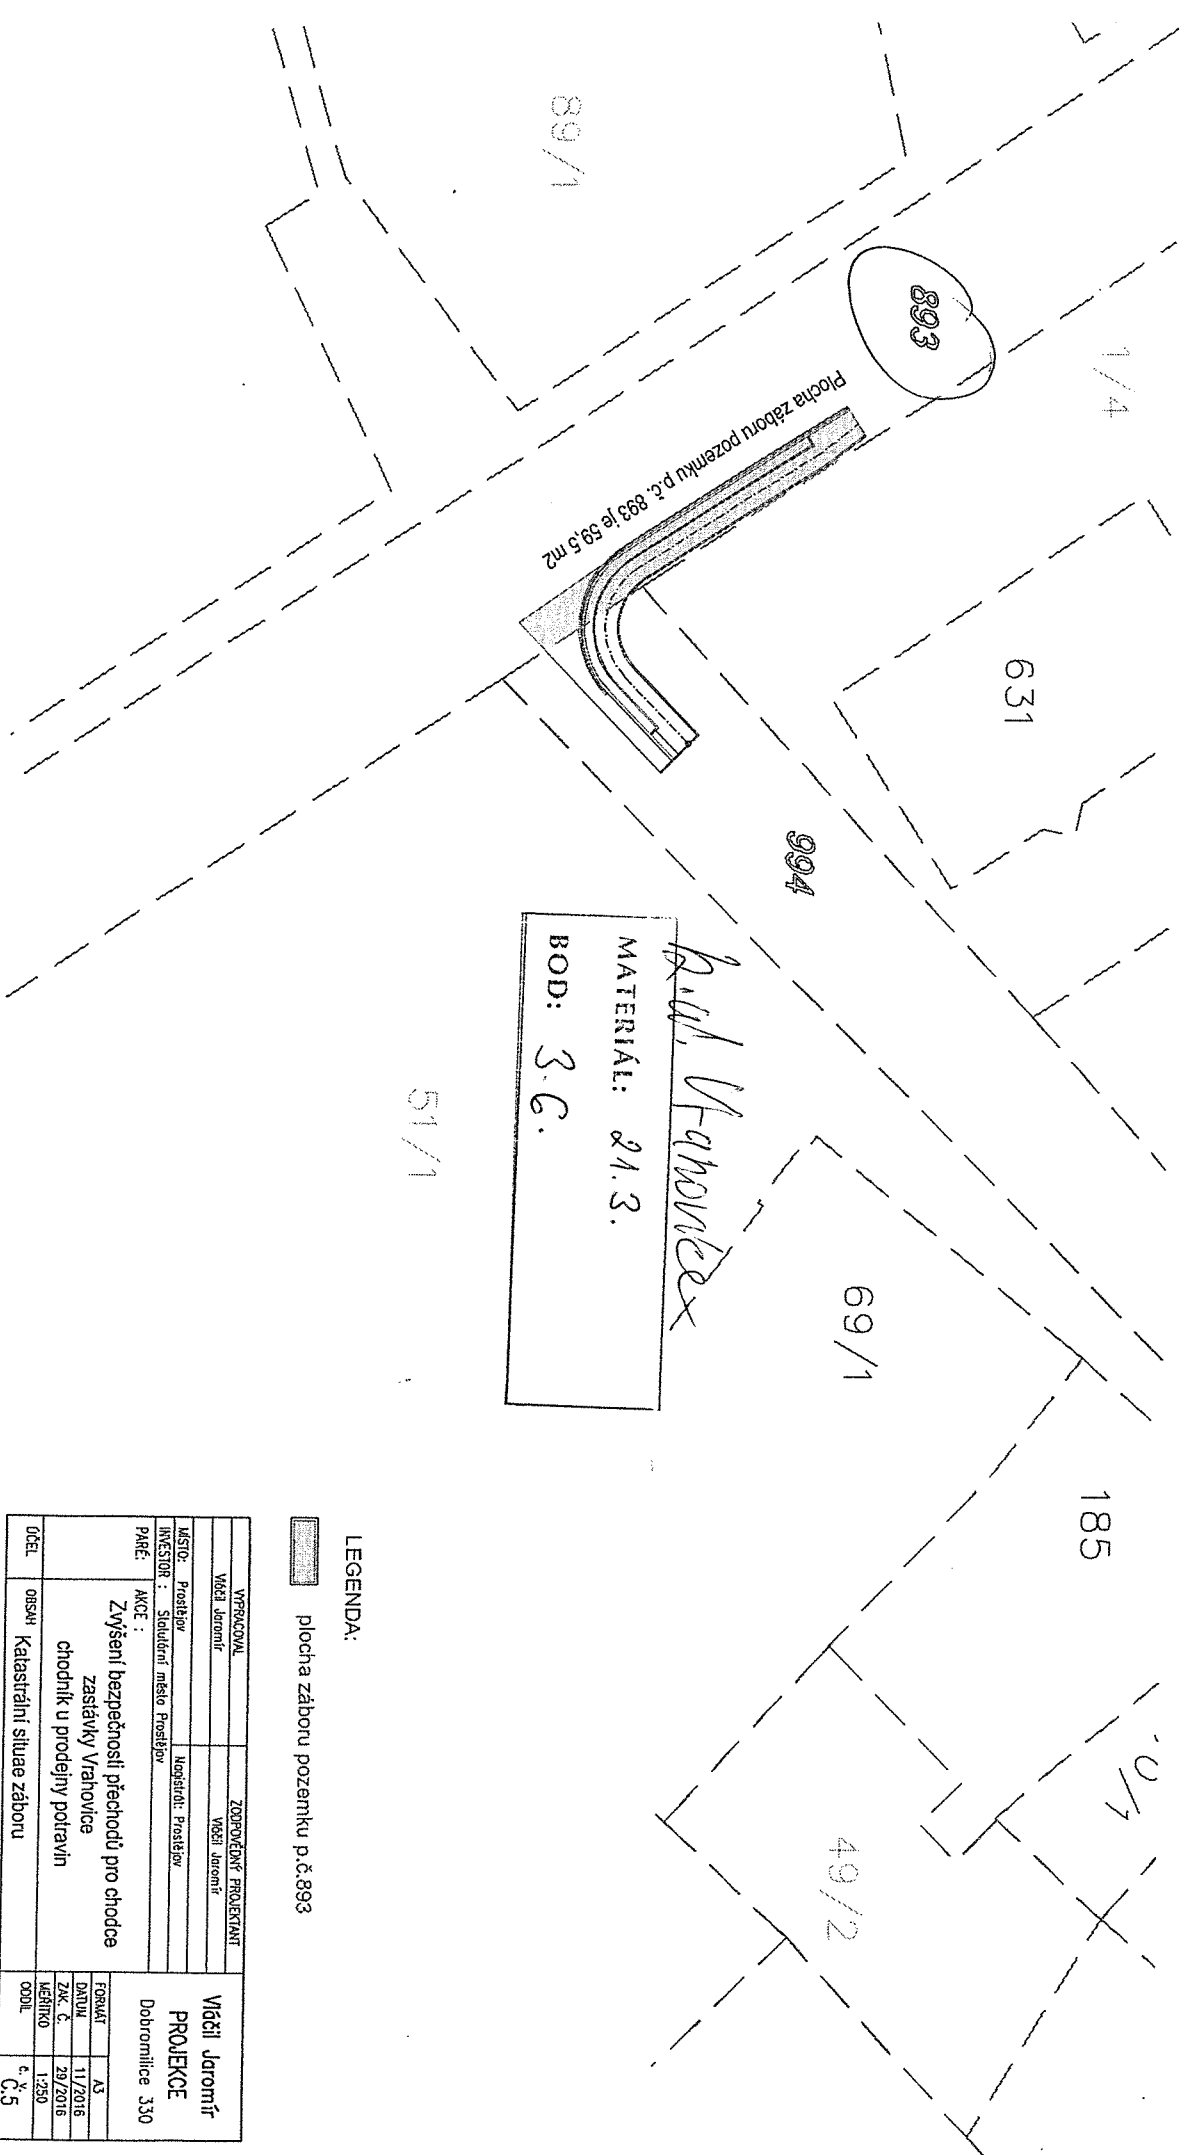 89/1
893
1/4
Plocha záboru pozemku p.č. 893 je 59,5 m2
631
994
k.ú. Vrahovice
MATERIÁL: 21.3.
BOD: 3.6.
51/1
69/1
185
49/2
LEGENDA:
plocha záboru pozemku p.č.893
VYPRACOVAL
ZODPOVĚDNÝ PROJEKTANT
Vláčil Jaromír
Vláčil Jaromír
MÍSTO: Prostějov
Magistrát: Prostějov
INVESTOR : Statutární město Prostějov
PARÉ:
AKCE :
Zvýšení bezpečnosti přechodů pro chodce
zastávky Vrahovice
chodník u prodejny potravin
ÚČEL
OBSAH Katastrální situae záboru
Vláčil Jaromír
PROJEKCE
Dobromilice 330
FORMÁT A3
DATUM 11/2016
ZAK. Č. 29/2016
MĚŘÍTKO 1:250
ODDÍL
č. v.
C.5